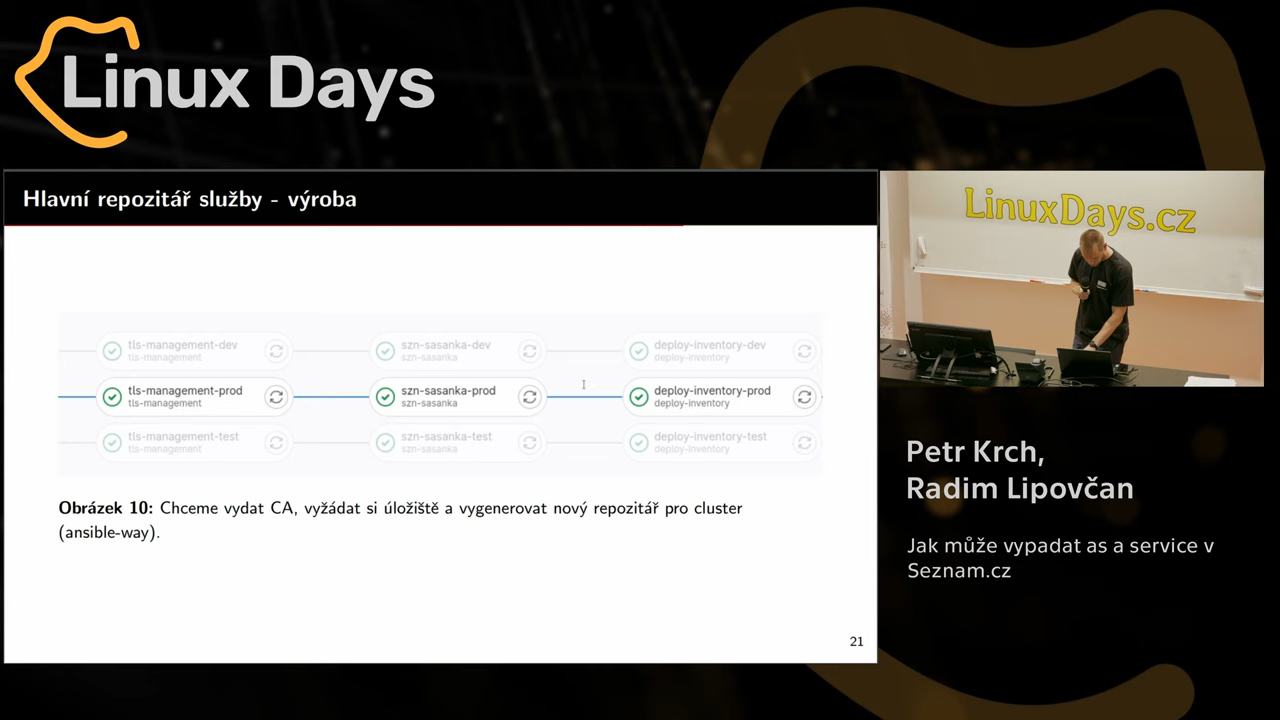 Linux Days
Hlavní repozitář služby - výroba
LinuxDays.cz
tls-management-dev
tls-management
szn-sasanka-dev
szn-sasanka
deploy-inventory-dev
deploy-inventory
tls-management-prod
tls-management
szn-sasanka-prod
szn-sasanka
deploy-inventory-prod
deploy-inventory
tls-management-test
tls-management
szn-sasanka-test
szn-sasanka
deploy-inventory-test
deploy-inventory
Obrázek 10: Chceme vydat CA, vyžádat si úložiště a vygenerovat nový repozitář pro cluster
(ansible-way).
21
Petr Krch,
Radim Lipovčan
Jak může vypadat as a service v
Seznam.cz